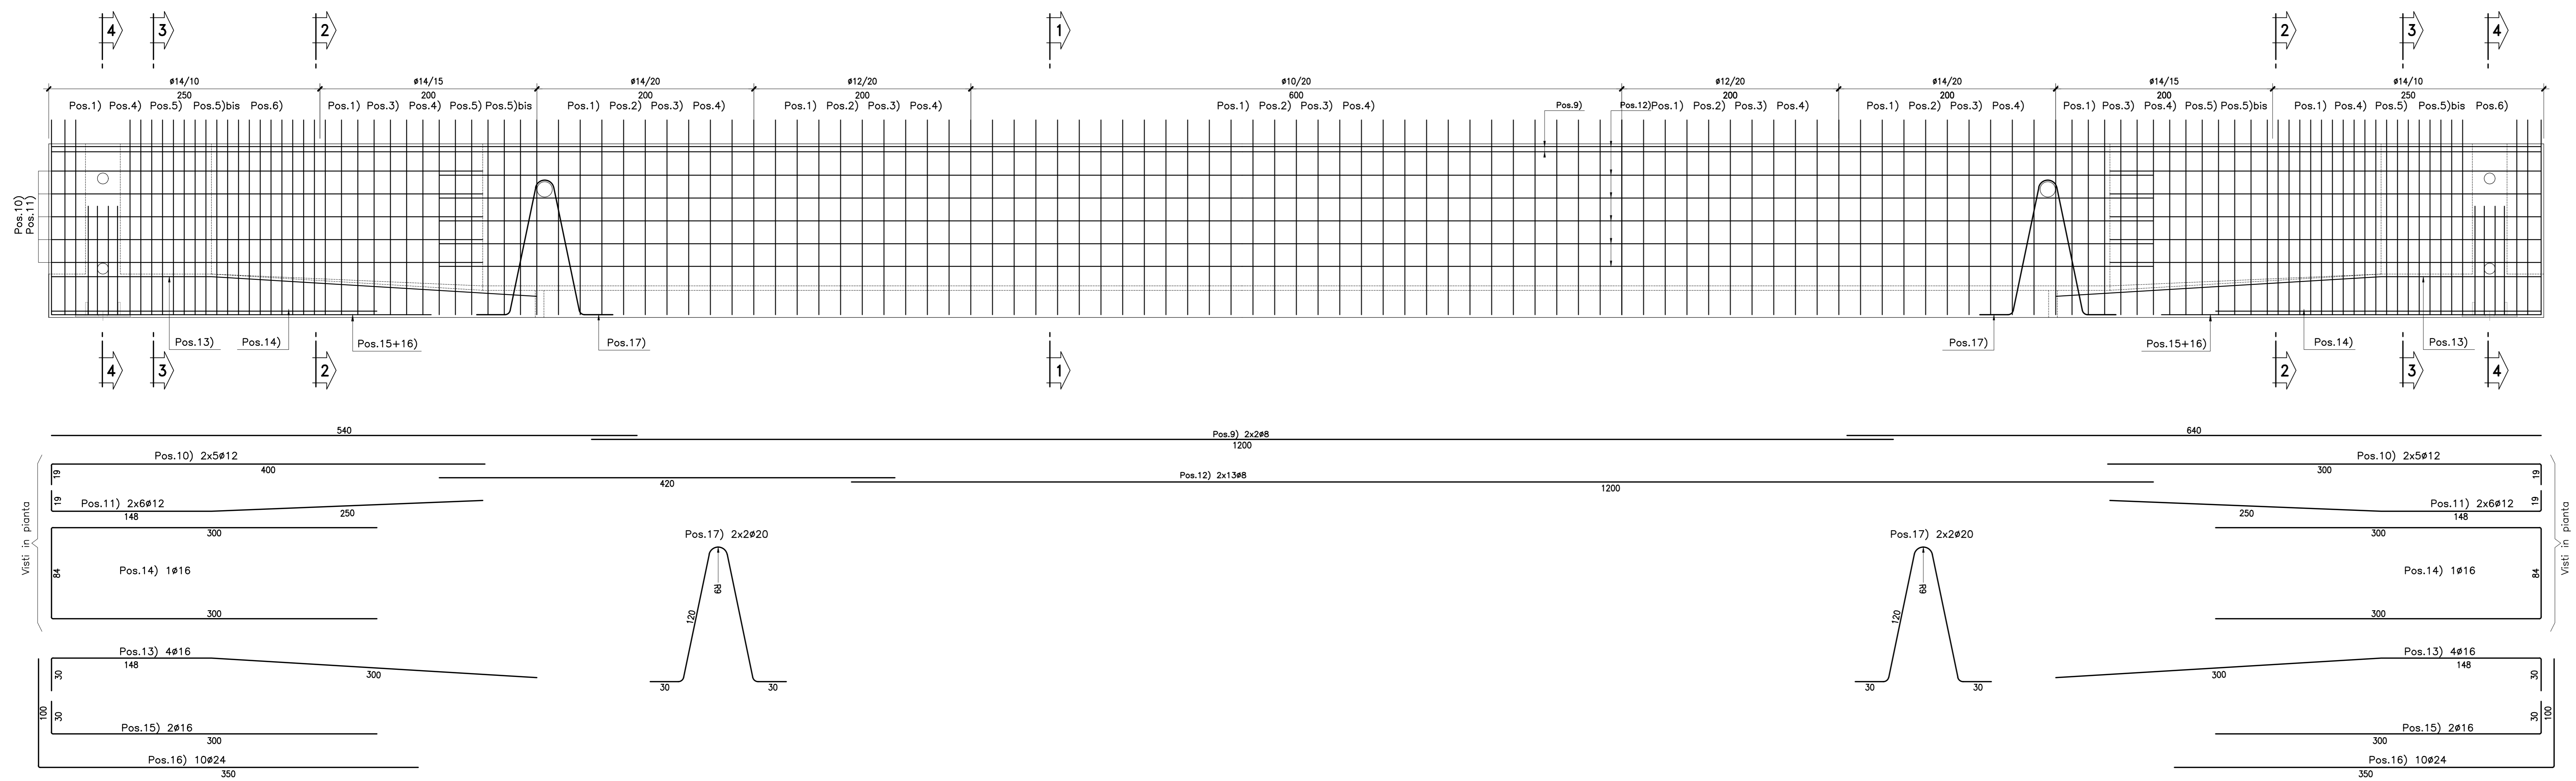 4 3 2 1 2 3 4
ø14/10 ø14/15 ø14/20 ø12/20 ø10/20 ø12/20 ø14/20 ø14/15 ø14/10
250 200 200 200 600 200 200 200 250
Pos.1) Pos.4) Pos.5) Pos.5)bis Pos.6) Pos.1) Pos.3) Pos.4) Pos.5) Pos.5)bis Pos.1) Pos.2) Pos.3) Pos.4) Pos.1) Pos.2) Pos.3) Pos.4) Pos.1) Pos.2) Pos.3) Pos.4) Pos.9) Pos.12) Pos.1) Pos.2) Pos.3) Pos.4) Pos.1) Pos.2) Pos.3) Pos.4) Pos.1) Pos.3) Pos.4) Pos.5) Pos.5)bis Pos.1) Pos.4) Pos.5) Pos.5)bis Pos.6)
Pos.10)
Pos.11)
Pos.13) Pos.14) Pos.15+16) Pos.17) Pos.17) Pos.15+16) Pos.14) Pos.13)
4 3 2 1 2 3 4
540 Pos.9) 2x2ø8 640
1200
Pos.10) 2x5ø12 Pos.10) 2x5ø12
19 400 300 19
Pos.12) 2x13ø8
420 1200
Pos.11) 2x6ø12 Pos.11) 2x6ø12
19 148 250 250 148 19
Visti in pianta Visti in pianta
300 300
Pos.17) 2x2ø20 Pos.17) 2x2ø20
84 Pos.14) 1ø16 Pos.14) 1ø16 84
R9 R9
120 120
300 300
Pos.13) 4ø16 Pos.13) 4ø16
30 148 300 300 148 30
30 30 30 30
100 30 Pos.15) 2ø16 Pos.15) 2ø16 30 100
300 300
Pos.16) 10ø24 Pos.16) 10ø24
350 350